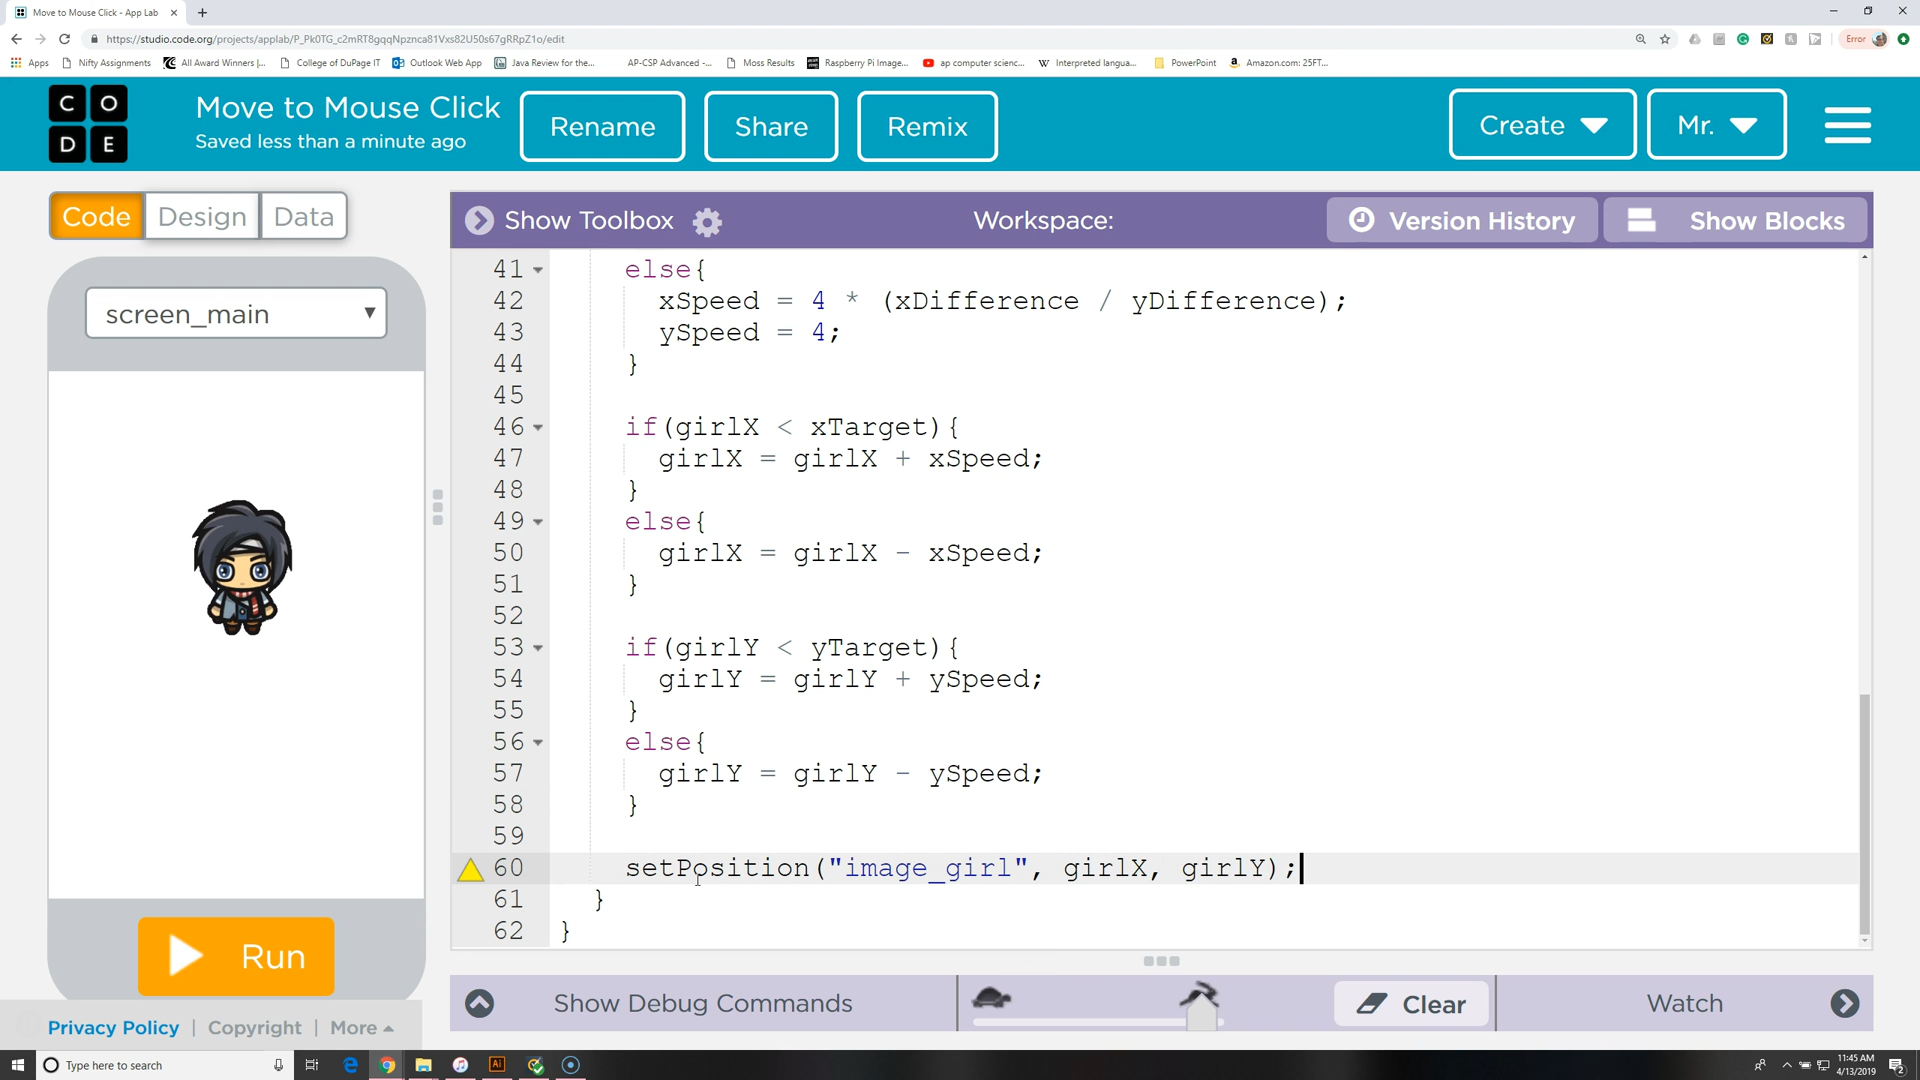 Move to Mouse Click - App Lab
https://studio.code.org/projects/applab/P_Pk0TG_c2mRT8gqqNpznca81Vxs82U50s67gRRpZ1o/edit
Error
Apps Nifty Assignments All Award Winners |... College of DuPage IT Outlook Web App Java Review for the... AP-CSP Advanced -... Moss Results Raspberry Pi Image... ap computer scienc... Interpreted langua... PowerPoint Amazon.com: 25FT...
C O
D E
Move to Mouse Click
Saved less than a minute ago
Rename
Share
Remix
Create
Mr.
Code
Design
Data
Show Toolbox
Workspace:
Version History
Show Blocks
screen_main
41 else{
42 xSpeed = 4 * (xDifference / yDifference);
43 ySpeed = 4;
44 }
45
46 if(girlX < xTarget){
47 girlX = girlX + xSpeed;
48 }
49 else{
50 girlX = girlX - xSpeed;
51 }
52
53 if(girlY < yTarget){
54 girlY = girlY + ySpeed;
55 }
56 else{
57 girlY = girlY - ySpeed;
58 }
59
60 setPosition("image_girl", girlX, girlY);
61 }
62 }
Run
Privacy Policy | Copyright | More
Show Debug Commands
Clear
Watch
Type here to search
Ai
11:45 AM
4/13/2019
2